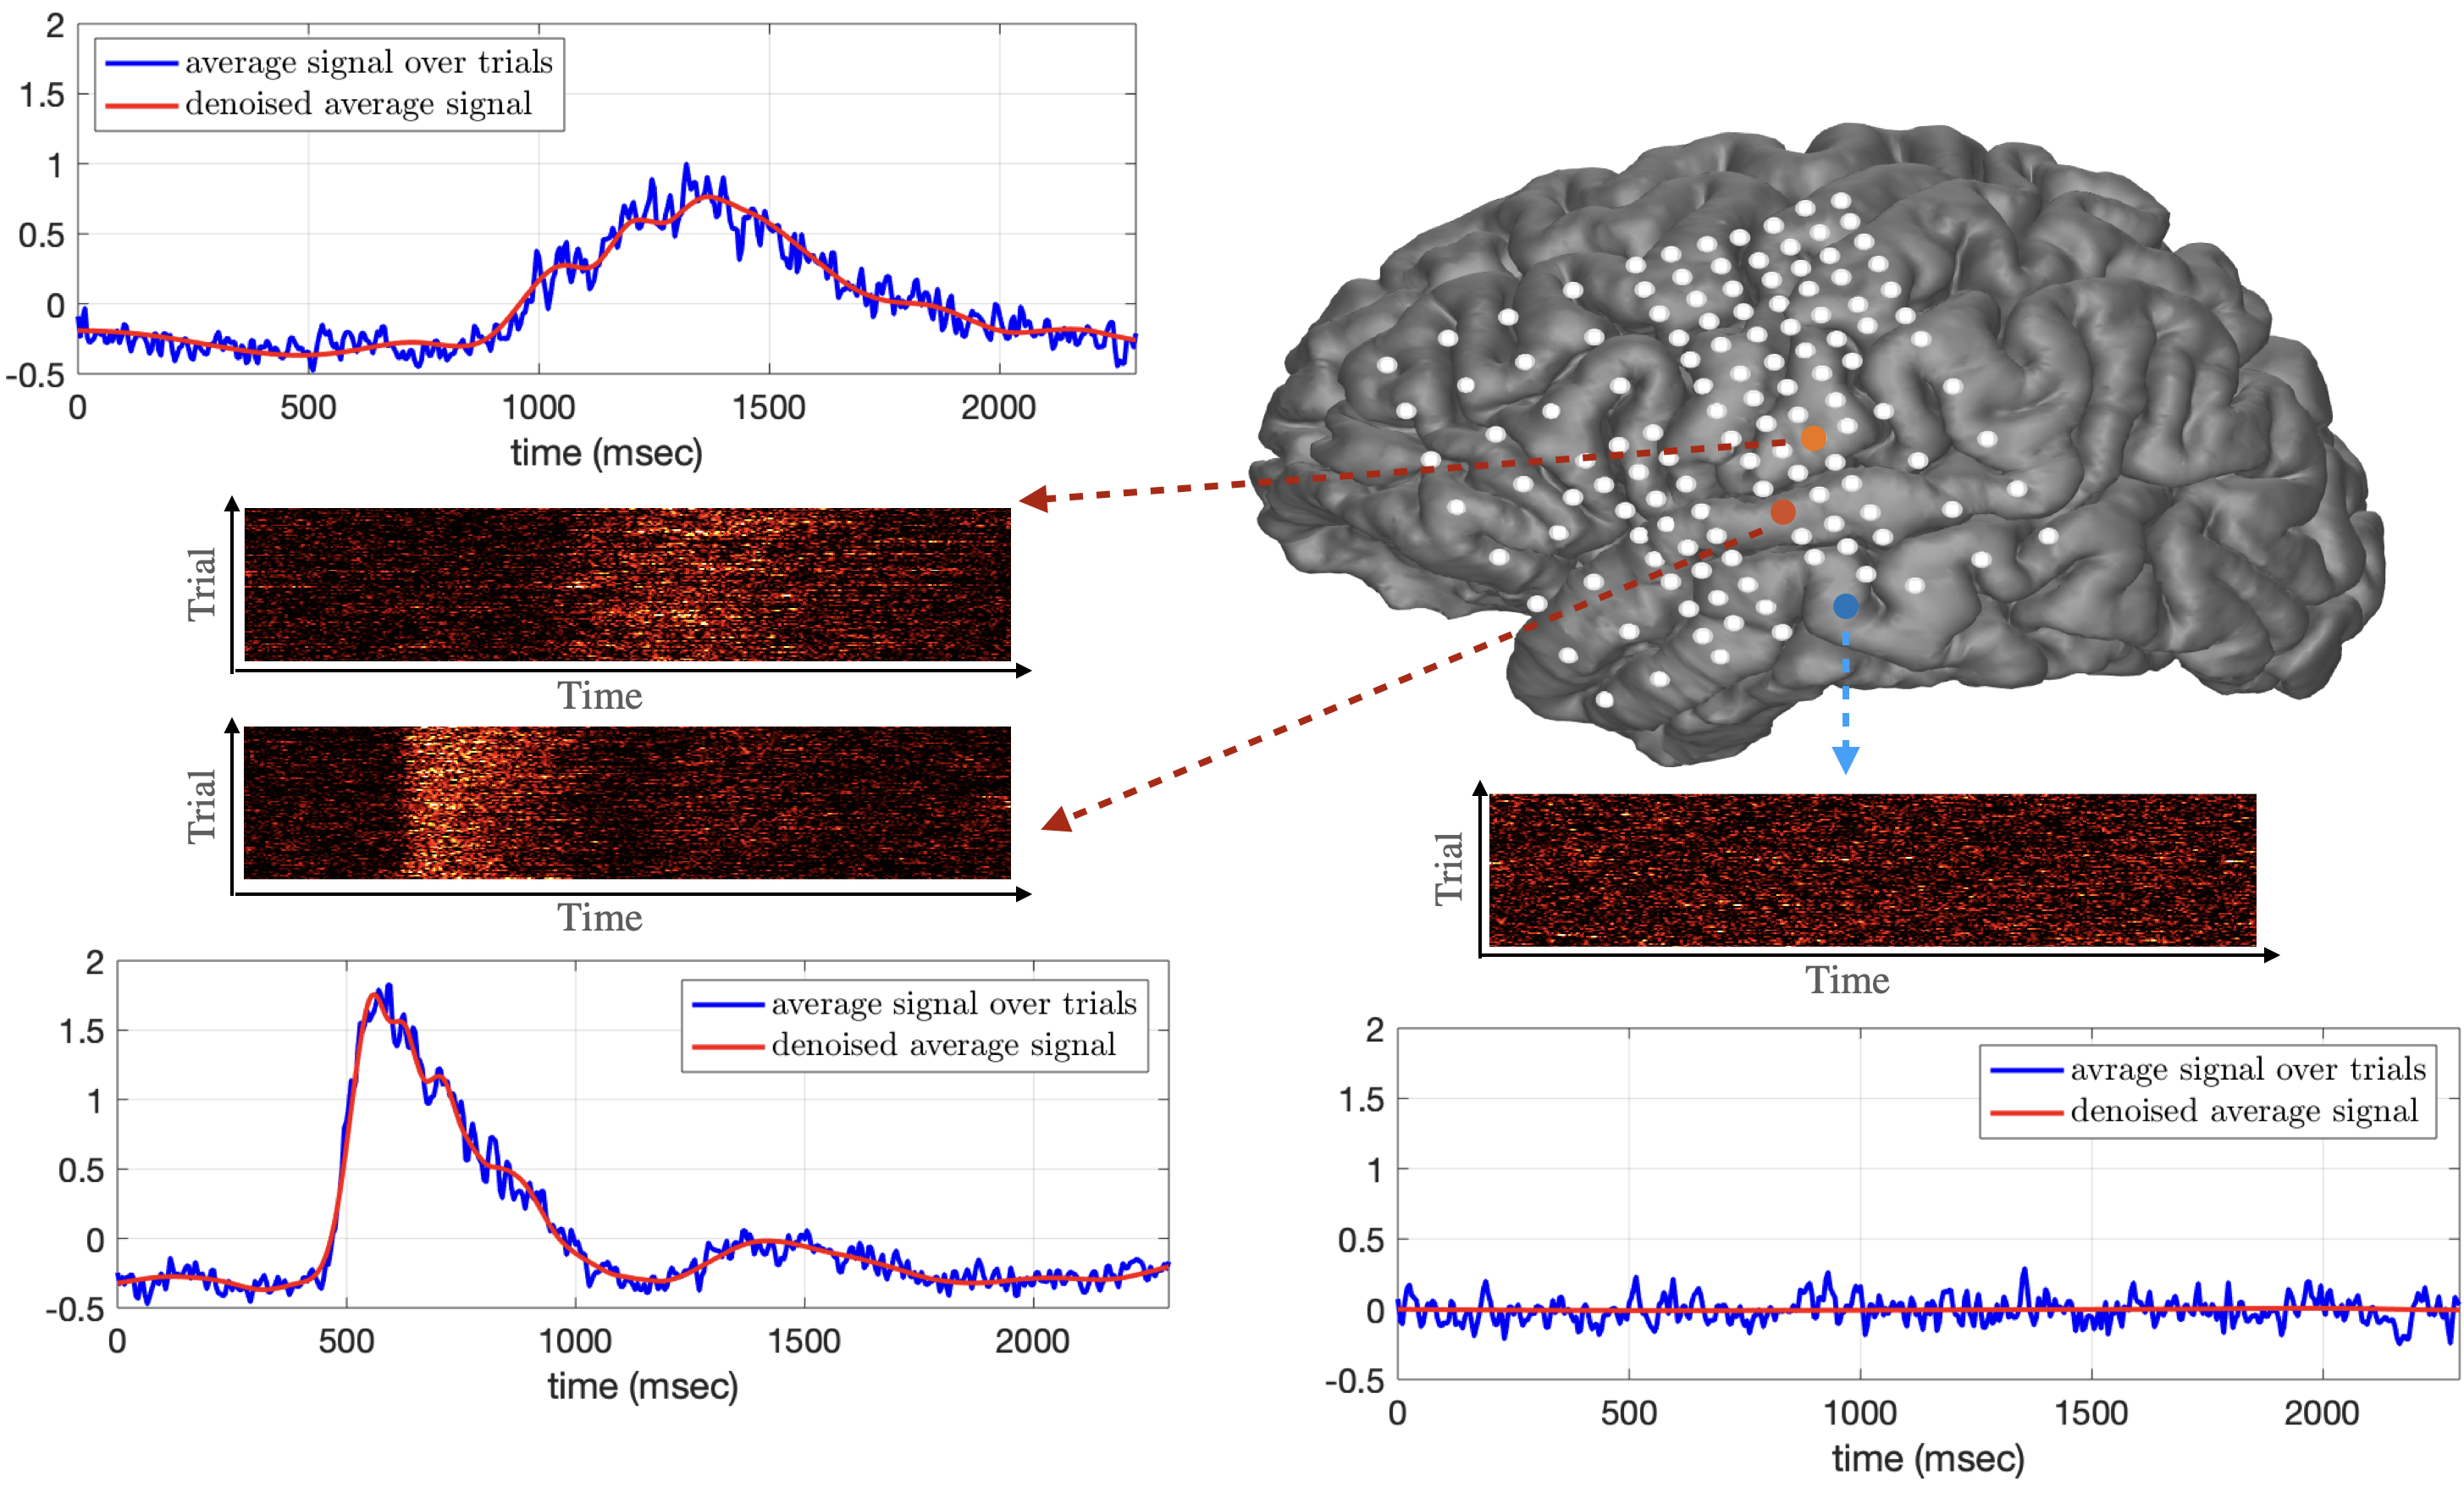 2
1.5
1
0.5
0
-0.5
average signal over trials
denoised average signal
0 500 1000 1500 2000
time (msec)
Trial
Time
Trial
Time
2
1.5
1
0.5
0
-0.5
average signal over trials
denoised average signal
0 500 1000 1500 2000
time (msec)
Trial
Time
2
1.5
1
0.5
0
-0.5
avrage signal over trials
denoised average signal
0 500 1000 1500 2000
time (msec)